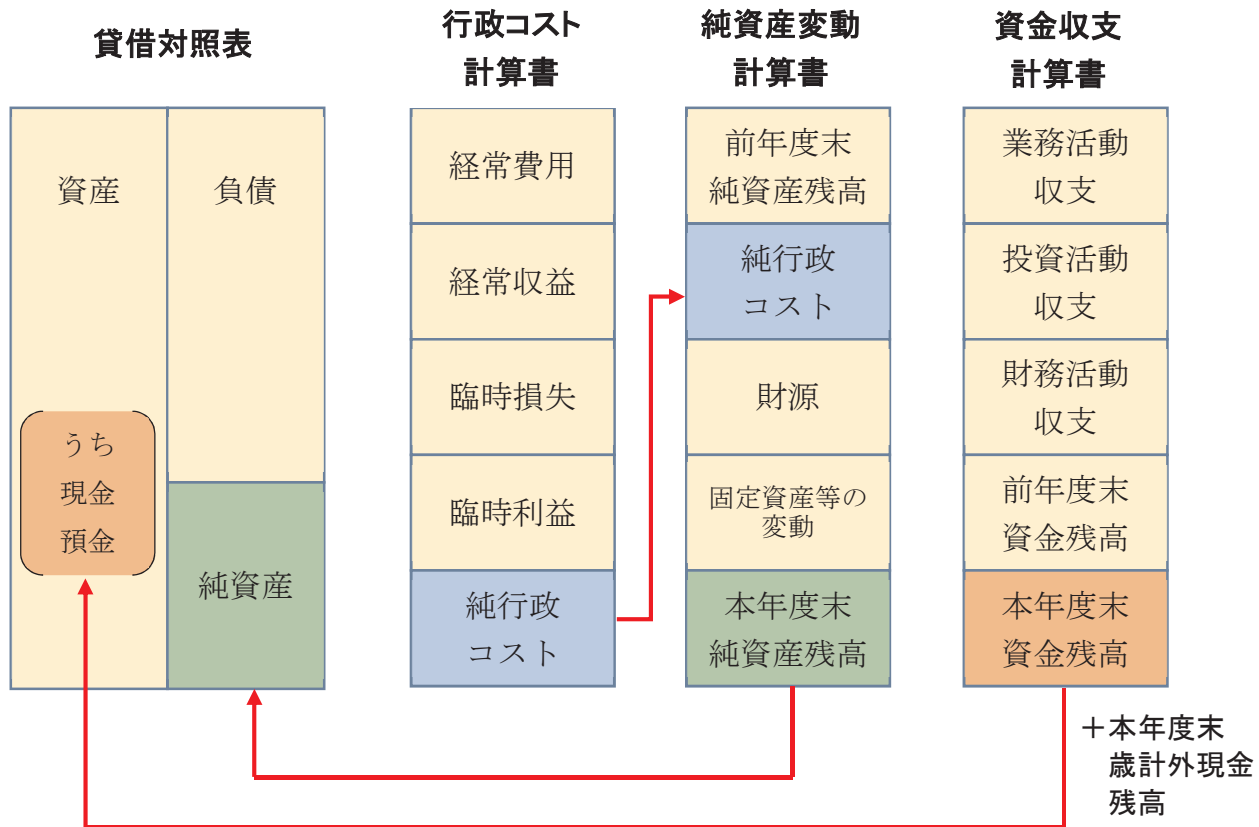 貸借対照表
資産
負債
うち
現金
預金
純資産
行政コスト
計算書
経常費用
経常収益
臨時損失
臨時利益
純行政
コスト
純資産変動
計算書
前年度末
純資産残高
純行政
コスト
財源
固定資産等の
変動
本年度末
純資産残高
資金収支
計算書
業務活動
収支
投資活動
収支
財務活動
収支
前年度末
資金残高
本年度末
資金残高
＋本年度末
歳計外現金
残高